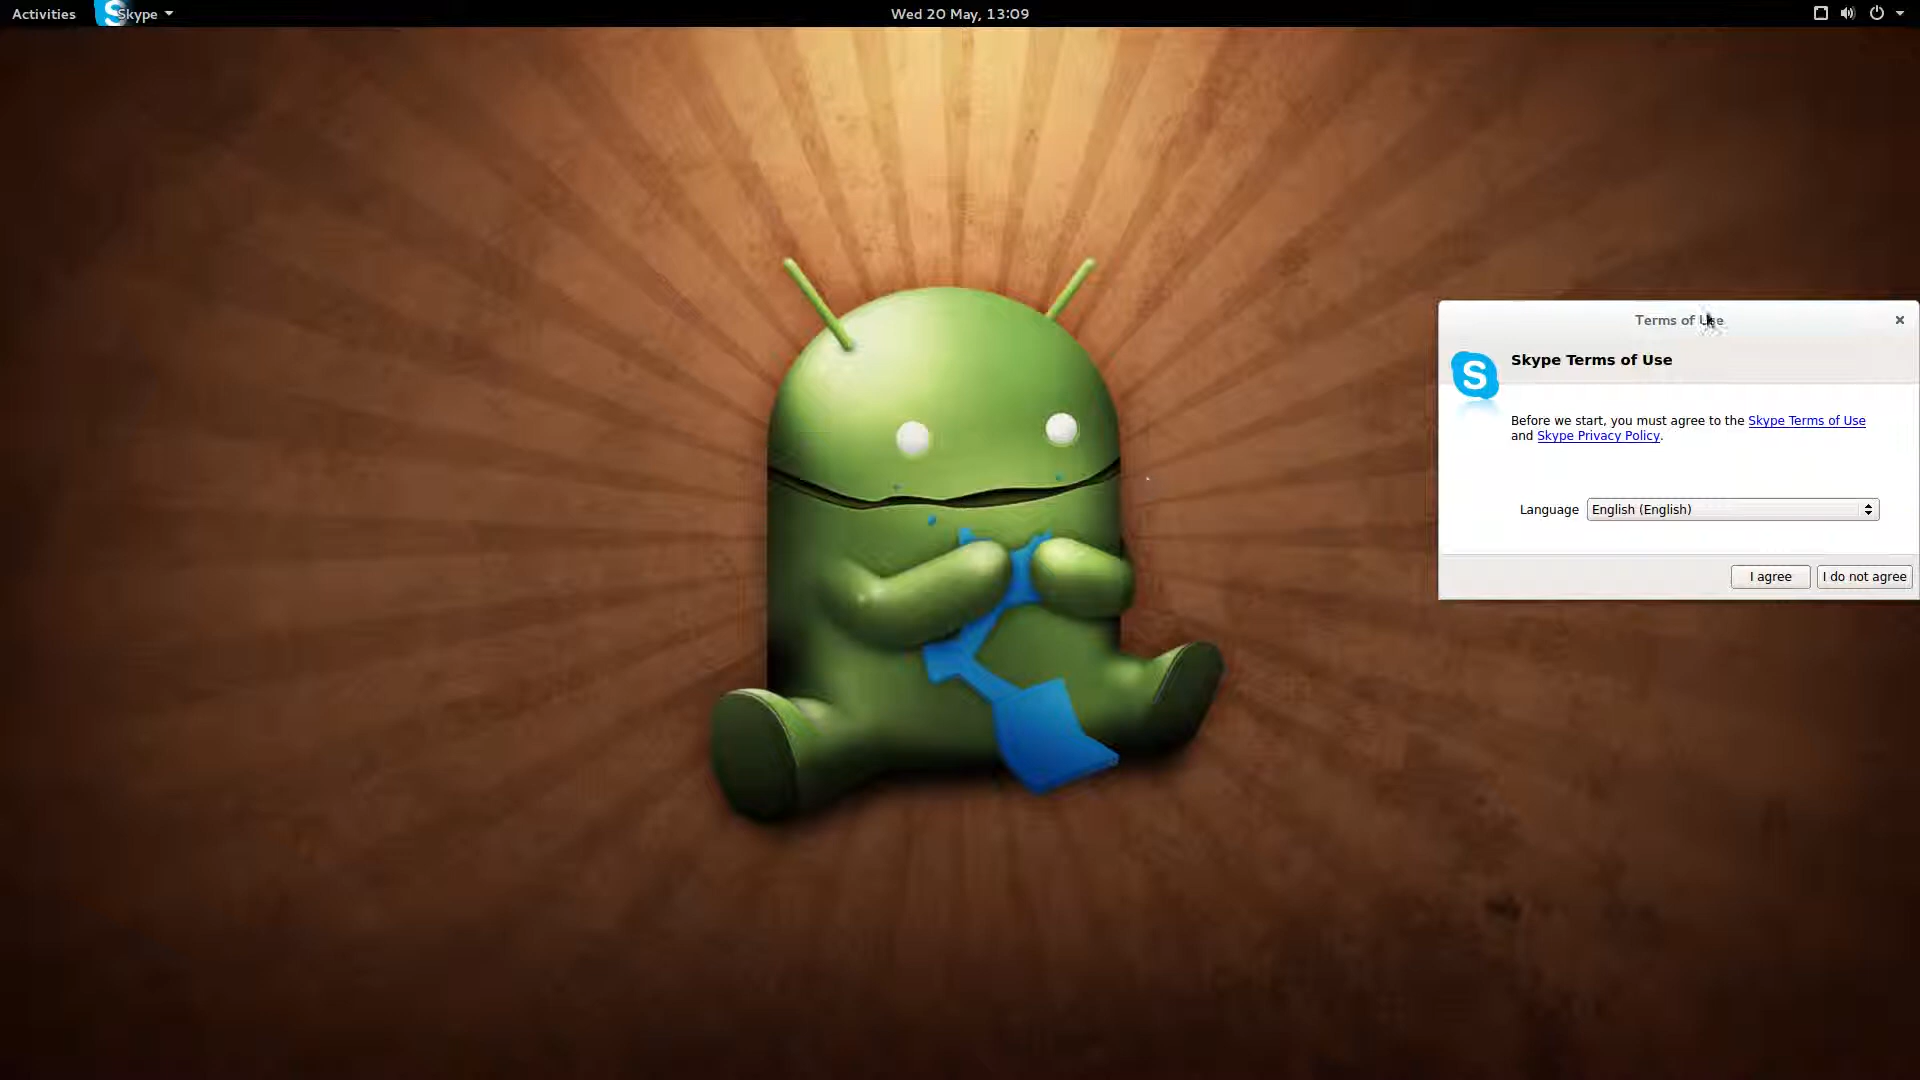 Activities
Skype
Wed 20 May, 13:09
Terms of Use
Skype Terms of Use
Before we start, you must agree to the Skype Terms of Use
and Skype Privacy Policy.
Language English (English)
I agree I do not agree